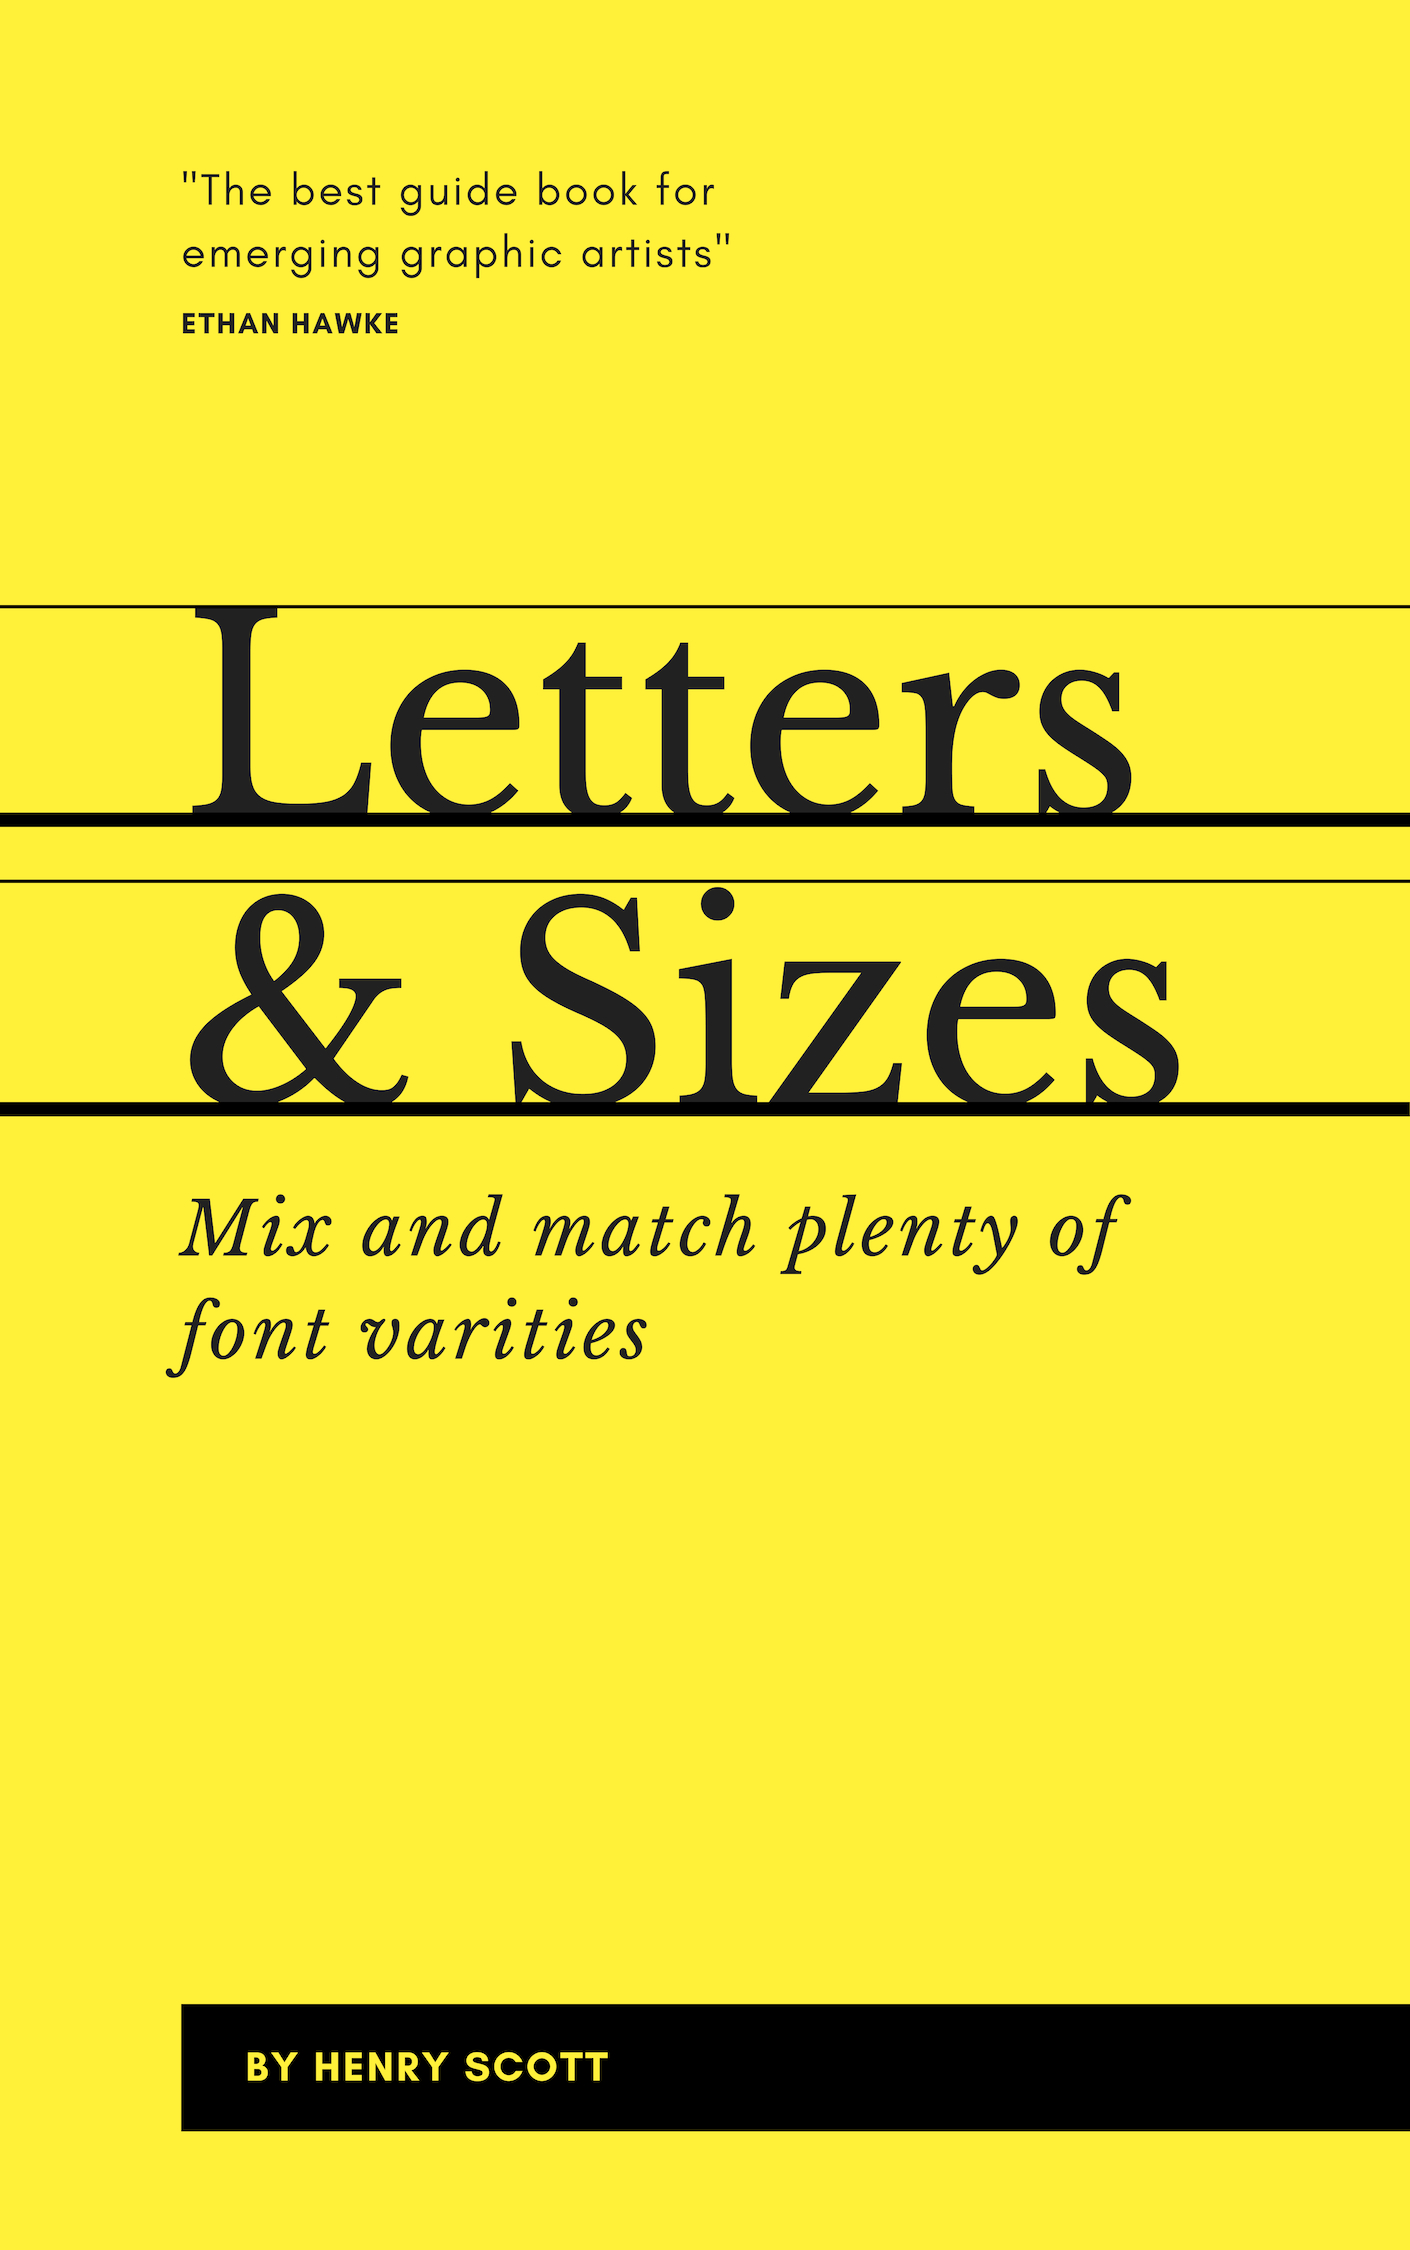 "The best guide book for
emerging graphic artists"
ETHAN HAWKE
Letters
& Sizes
Mix and match plenty of
font varities
BY HENRY SCOTT